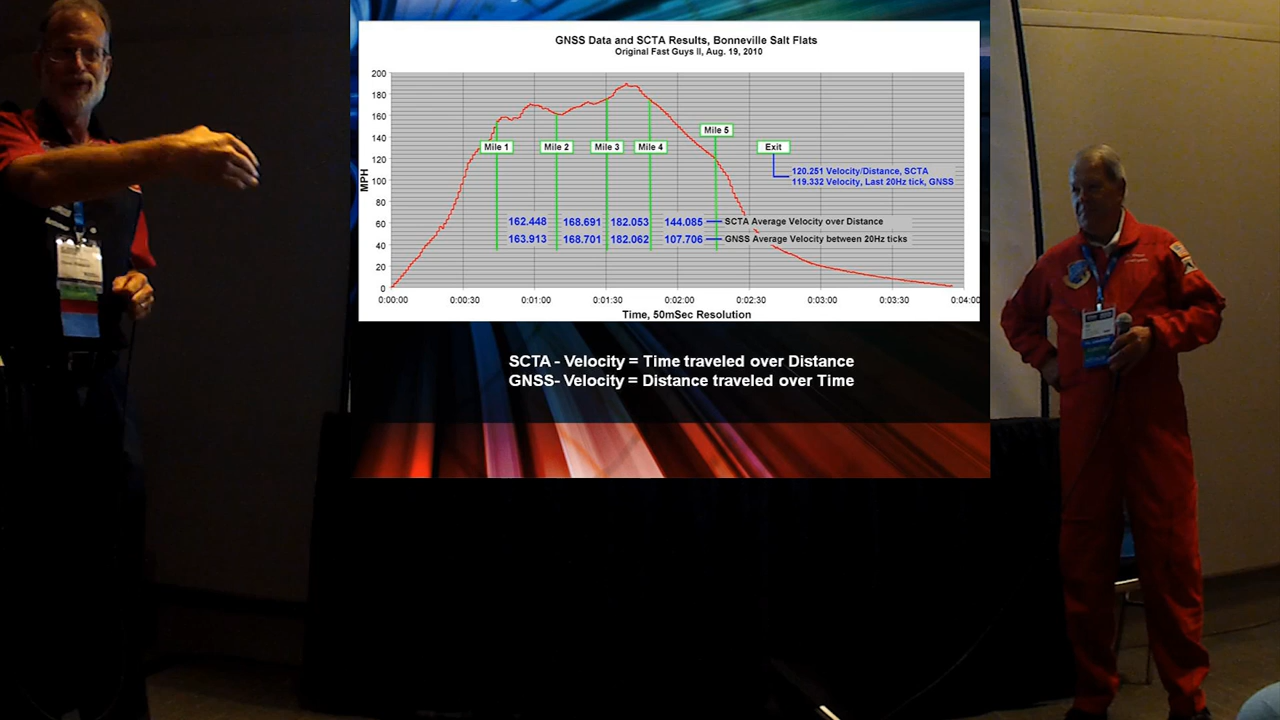 GNSS Data and SCTA Results, Bonneville Salt Flats
Original Fast Guys II, Aug. 19, 2010
200
180
160
140
120
100
80
60
40
20
0
MPH
Mile 1
Mile 2
Mile 3
Mile 4
Mile 5
Exit
120.251 Velocity/Distance, SCTA
119.332 Velocity, Last 20Hz tick, GNSS
162.448 168.691 182.053 144.085 SCTA Average Velocity over Distance
163.913 168.701 182.062 107.706 GNSS Average Velocity between 20Hz ticks
0:00:00 0:00:30 0:01:00 0:01:30 0:02:00 0:02:30 0:03:00 0:03:30 0:04:00
Time, 50mSec Resolution
SCTA - Velocity = Time traveled over Distance
GNSS- Velocity = Distance traveled over Time